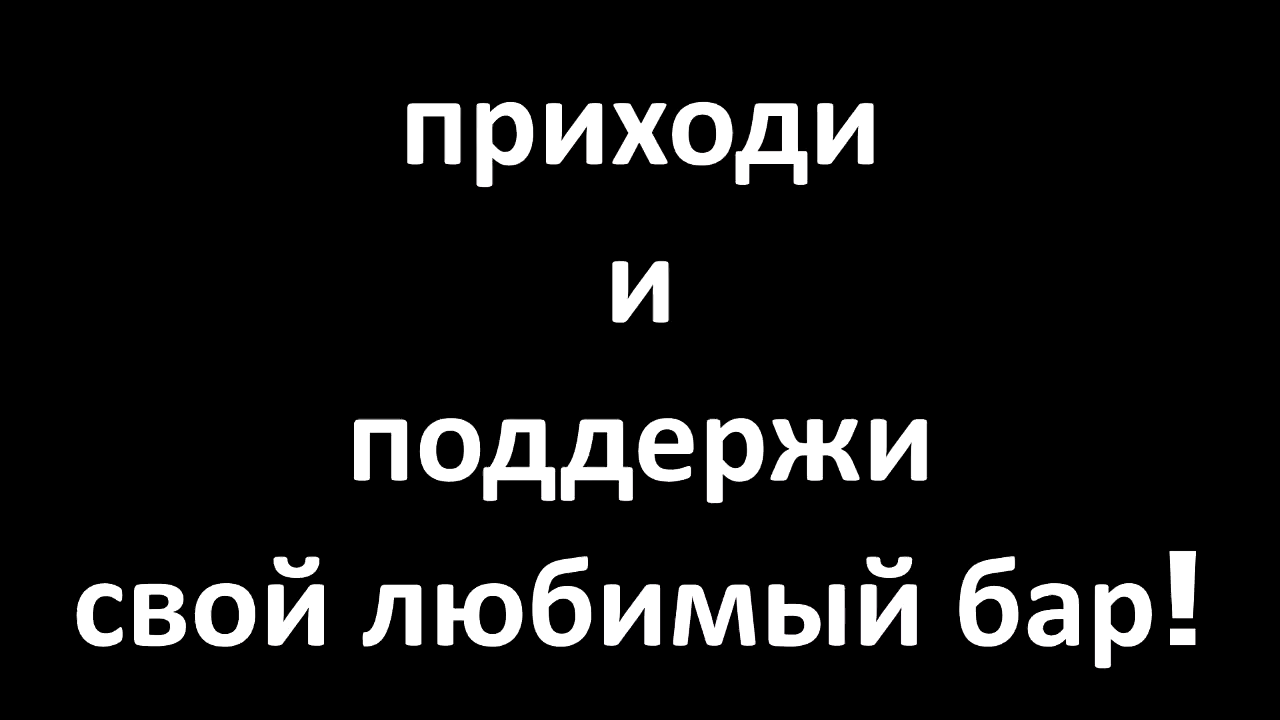 приходи
и
поддержи
свой любимый бар!